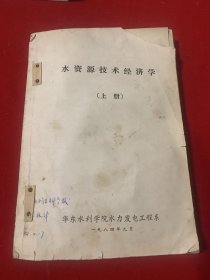 水资源技术经济学
（上册）
华东水利学院水力发电工程系
一九八四年九月